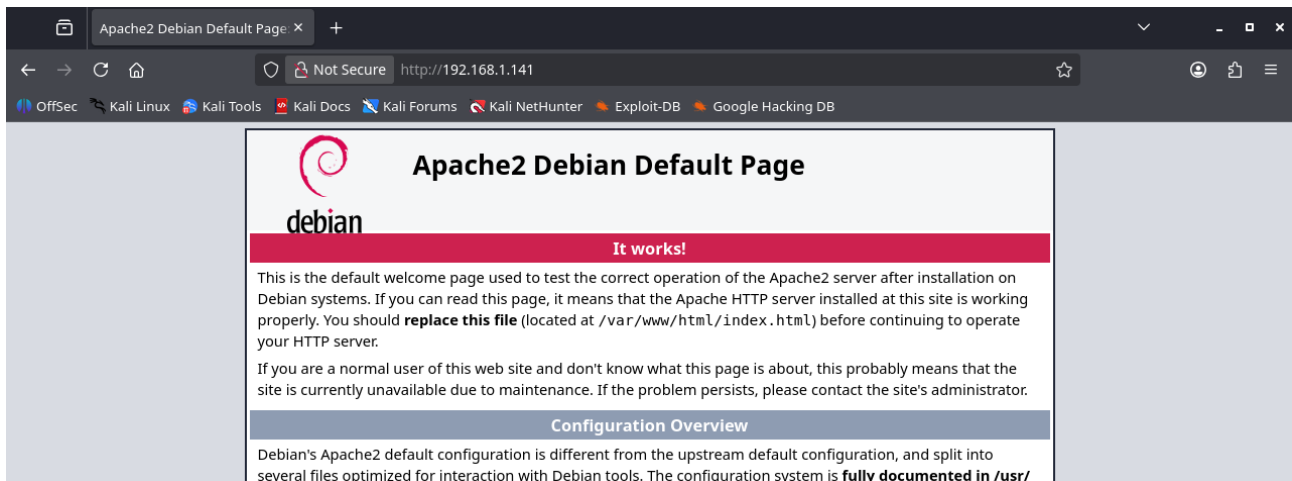 Apache2 Debian Default Page:
Not Secure http://192.168.1.141
OffSec Kali Linux Kali Tools Kali Docs Kali Forums Kali NetHunter Exploit-DB Google Hacking DB
debian
Apache2 Debian Default Page
It works!
This is the default welcome page used to test the correct operation of the Apache2 server after installation on
Debian systems. If you can read this page, it means that the Apache HTTP server installed at this site is working
properly. You should replace this file (located at /var/www/html/index.html) before continuing to operate
your HTTP server.
If you are a normal user of this web site and don't know what this page is about, this probably means that the
site is currently unavailable due to maintenance. If the problem persists, please contact the site's administrator.
Configuration Overview
Debian's Apache2 default configuration is different from the upstream default configuration, and split into
several files optimized for interaction with Debian tools. The configuration system is fully documented in /usr/